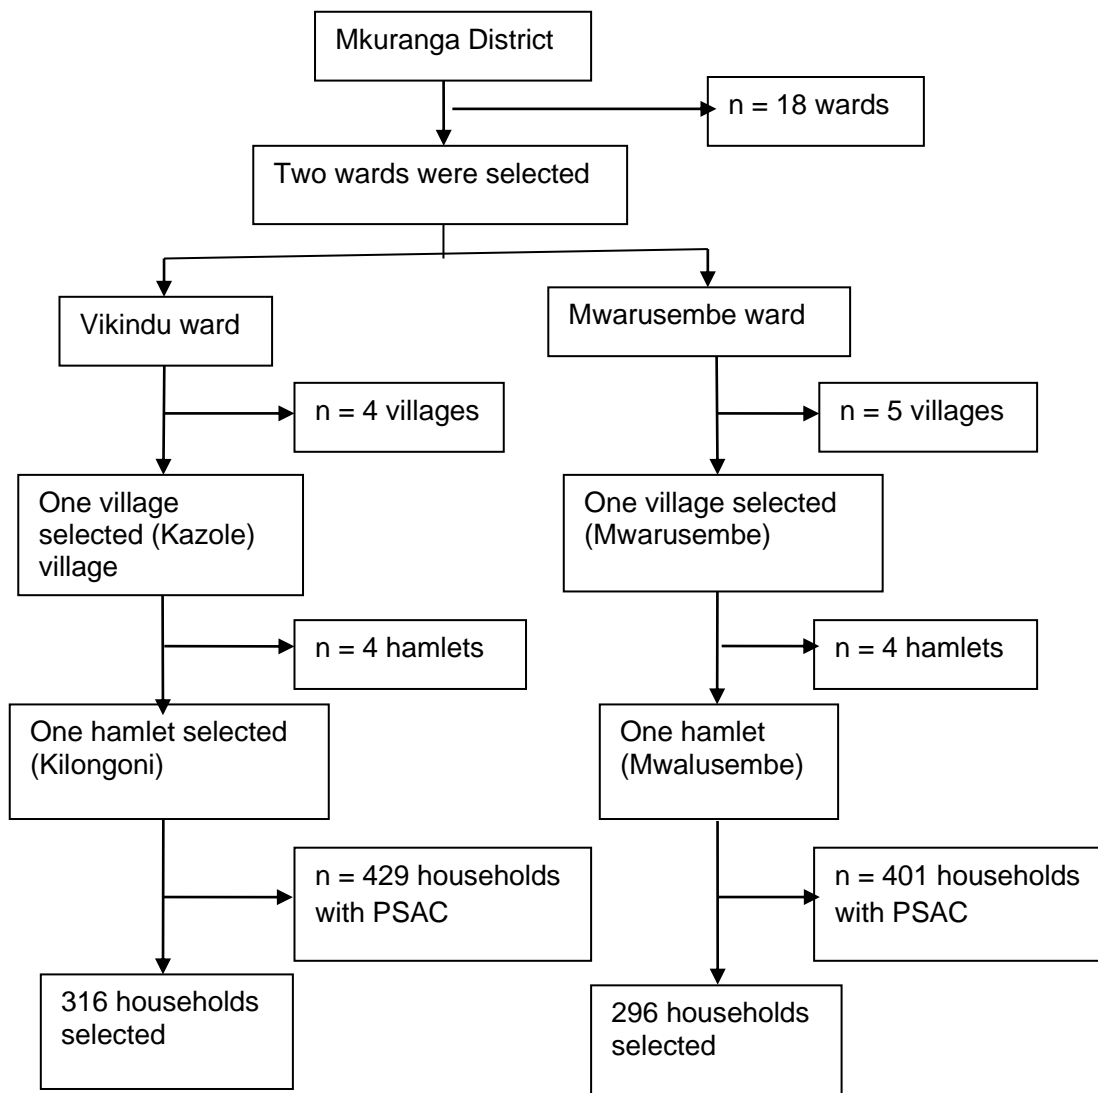 Mkuranga District
n = 18 wards
Two wards were selected
Vikindu ward
Mwarusembe ward
n = 4 villages
n = 5 villages
One village
selected (Kazole)
village
One village selected
(Mwarusembe)
n = 4 hamlets
n = 4 hamlets
One hamlet selected
(Kilongoni)
One hamlet
(Mwalusembe)
n = 429 households
with PSAC
n = 401 households
with PSAC
316 households
selected
296 households
selected